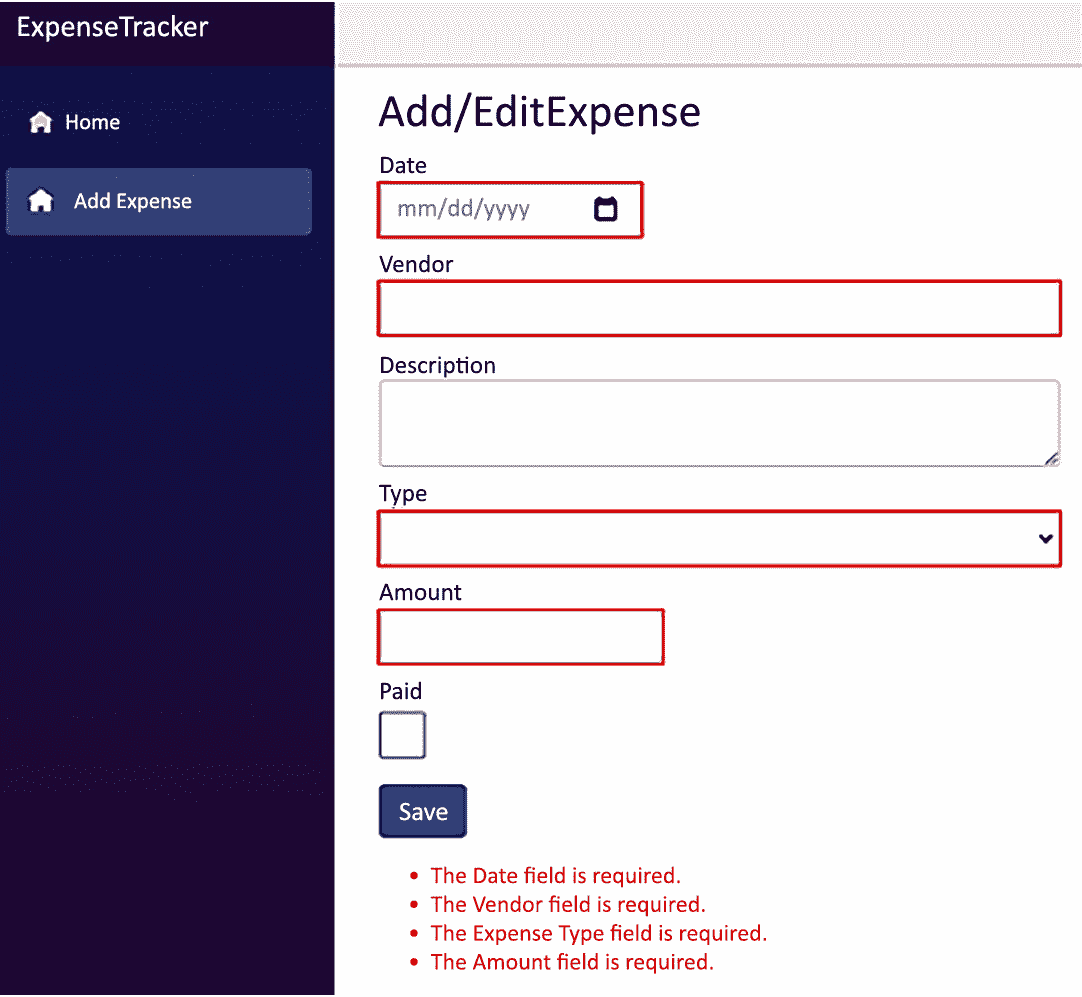 ExpenseTracker
Home
Add Expense
Add/EditExpense
Date
mm/dd/yyyy
Vendor
Description
Type
Amount
Paid
Save
The Date field is required.
The Vendor field is required.
The Expense Type field is required.
The Amount field is required.